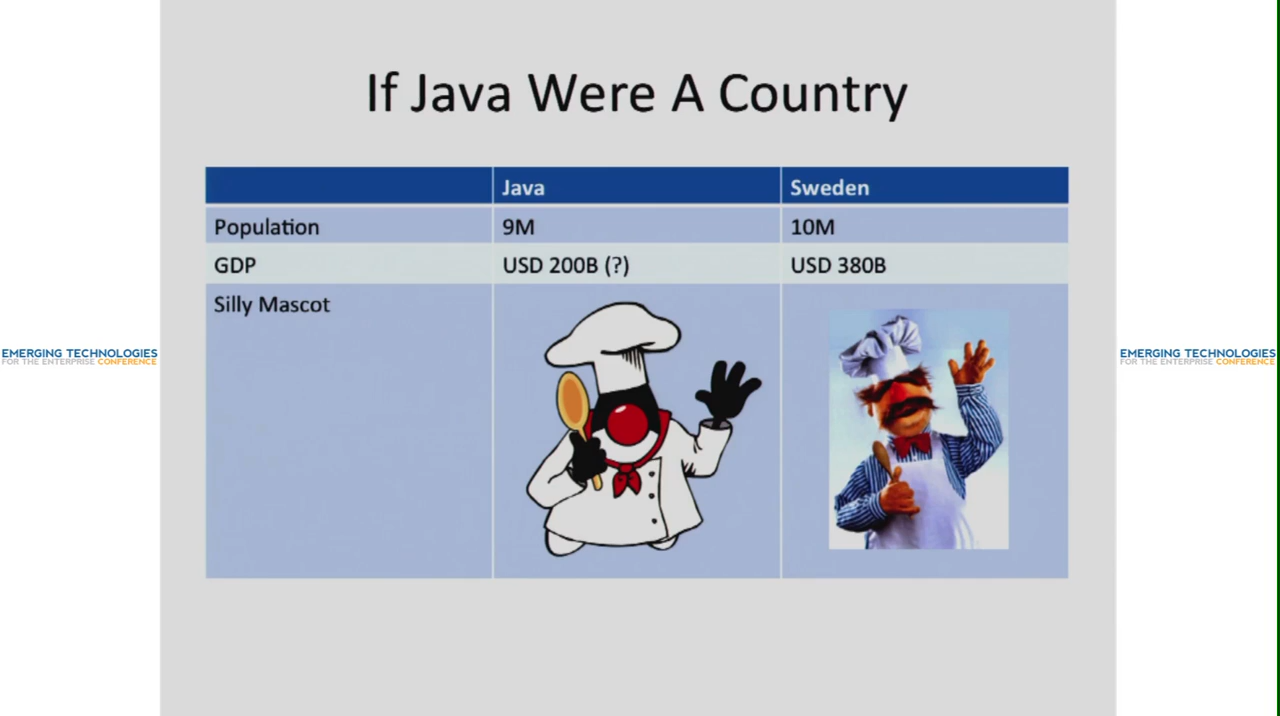 If Java Were A Country
Java Sweden
Population 9M 10M
GDP USD 200B (?) USD 380B
Silly Mascot
EMERGING TECHNOLOGIES
FOR THE ENTERPRISE CONFERENCE
EMERGING TECHNOLOGIES
FOR THE ENTERPRISE CONFERENCE